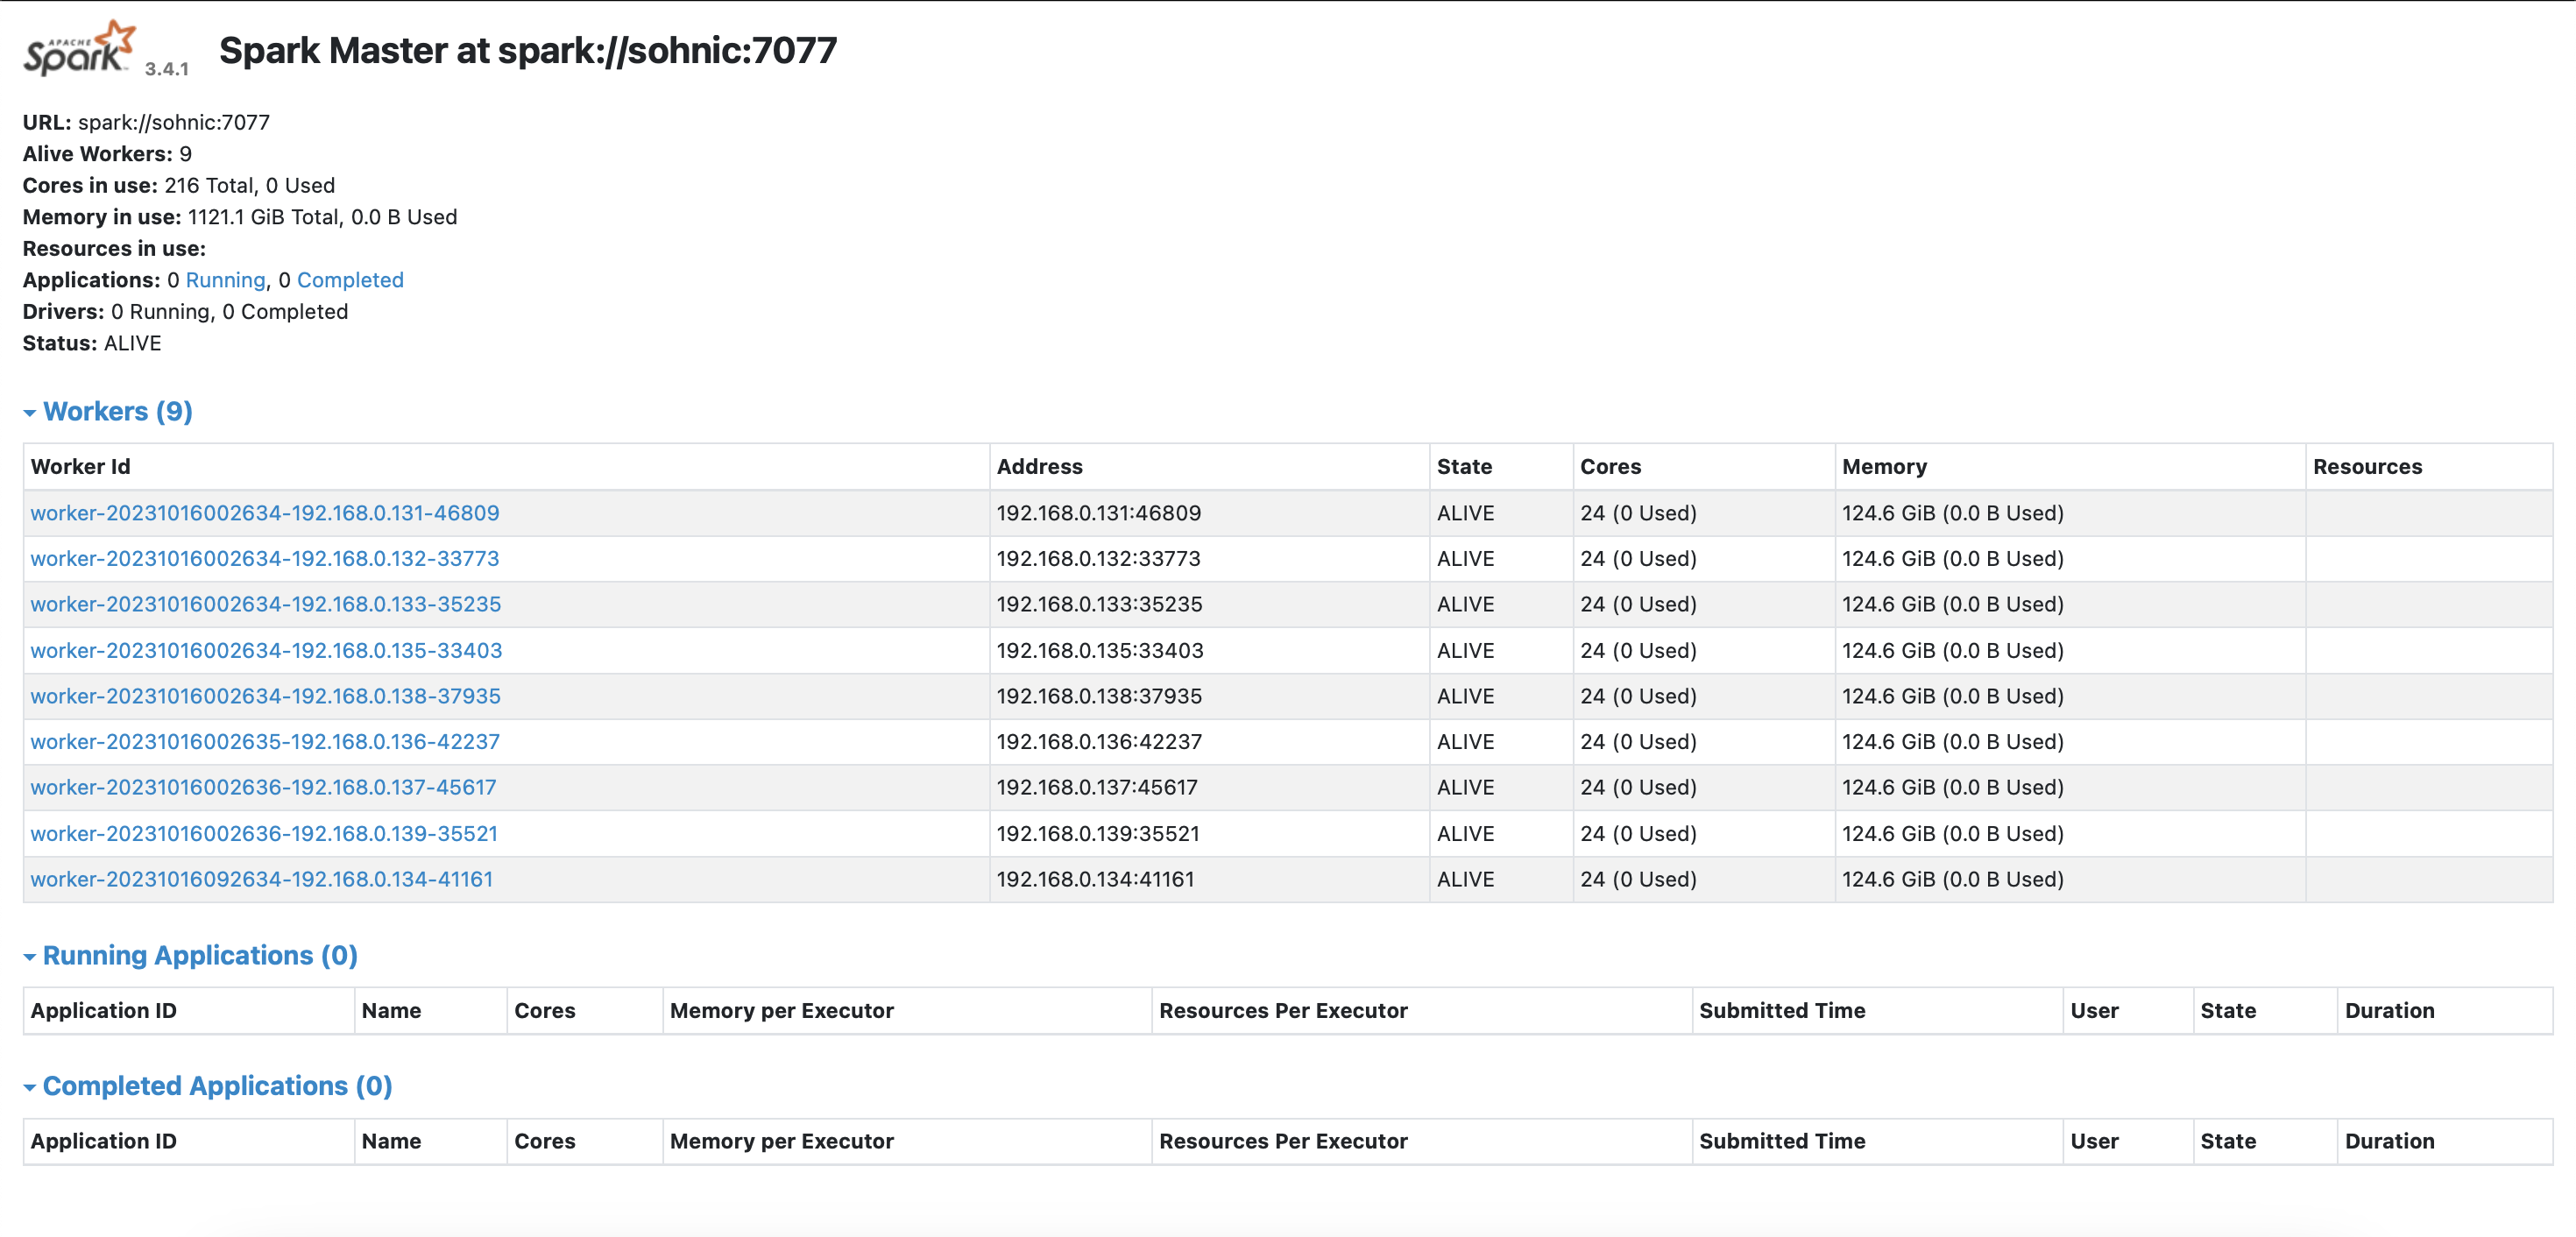 APACHE Spark 3.4.1 Spark Master at spark://sohnic:7077
URL: spark://sohnic:7077
Alive Workers: 9
Cores in use: 216 Total, 0 Used
Memory in use: 1121.1 GiB Total, 0.0 B Used
Resources in use:
Applications: 0 Running, 0 Completed
Drivers: 0 Running, 0 Completed
Status: ALIVE
Workers (9)
Worker Id Address State Cores Memory Resources
worker-20231016002634-192.168.0.131-46809 192.168.0.131:46809 ALIVE 24 (0 Used) 124.6 GiB (0.0 B Used)
worker-20231016002634-192.168.0.132-33773 192.168.0.132:33773 ALIVE 24 (0 Used) 124.6 GiB (0.0 B Used)
worker-20231016002634-192.168.0.133-35235 192.168.0.133:35235 ALIVE 24 (0 Used) 124.6 GiB (0.0 B Used)
worker-20231016002634-192.168.0.135-33403 192.168.0.135:33403 ALIVE 24 (0 Used) 124.6 GiB (0.0 B Used)
worker-20231016002634-192.168.0.138-37935 192.168.0.138:37935 ALIVE 24 (0 Used) 124.6 GiB (0.0 B Used)
worker-20231016002635-192.168.0.136-42237 192.168.0.136:42237 ALIVE 24 (0 Used) 124.6 GiB (0.0 B Used)
worker-20231016002636-192.168.0.137-45617 192.168.0.137:45617 ALIVE 24 (0 Used) 124.6 GiB (0.0 B Used)
worker-20231016002636-192.168.0.139-35521 192.168.0.139:35521 ALIVE 24 (0 Used) 124.6 GiB (0.0 B Used)
worker-20231016092634-192.168.0.134-41161 192.168.0.134:41161 ALIVE 24 (0 Used) 124.6 GiB (0.0 B Used)
Running Applications (0)
Application ID Name Cores Memory per Executor Resources Per Executor Submitted Time User State Duration
Completed Applications (0)
Application ID Name Cores Memory per Executor Resources Per Executor Submitted Time User State Duration